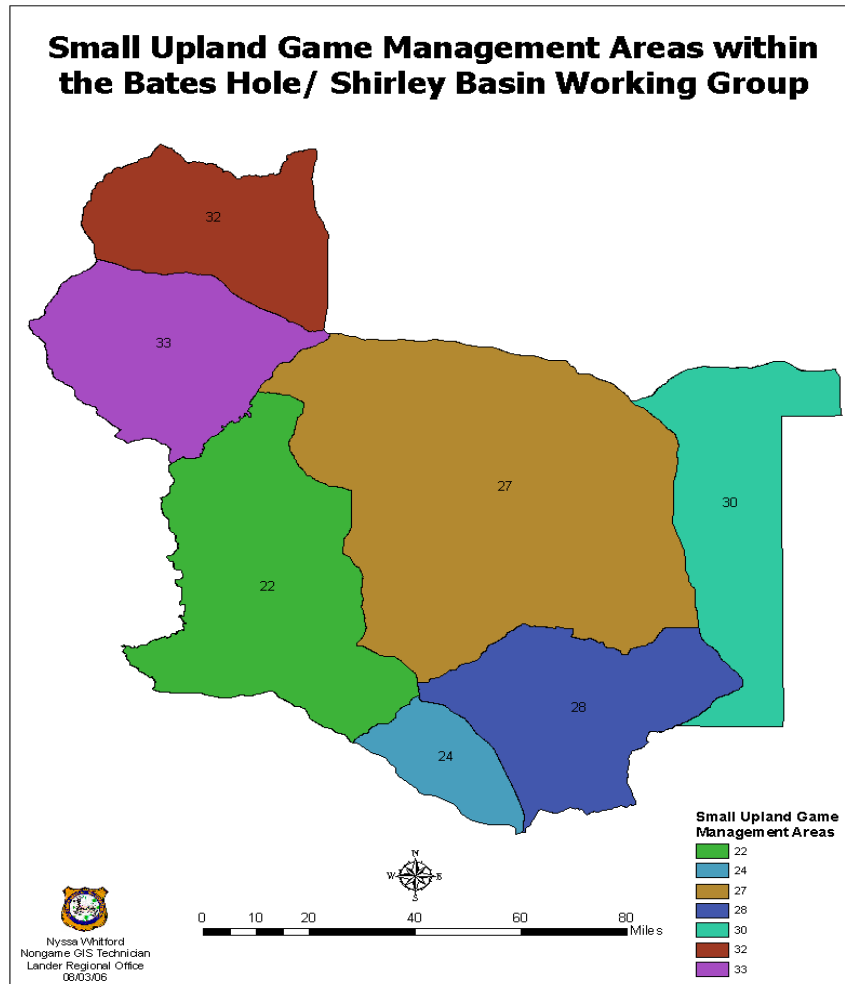 Small Upland Game Management Areas within
the Bates Hole/ Shirley Basin Working Group
32
33
27
30
22
28
24
Small Upland Game
Management Areas
22
24
27
28
30
32
33
N
W E
S
0 10 20 40 60 80
Miles
Nyssa Whitford
Nongame GIS Technician
Lander Regional Office
08/03/06